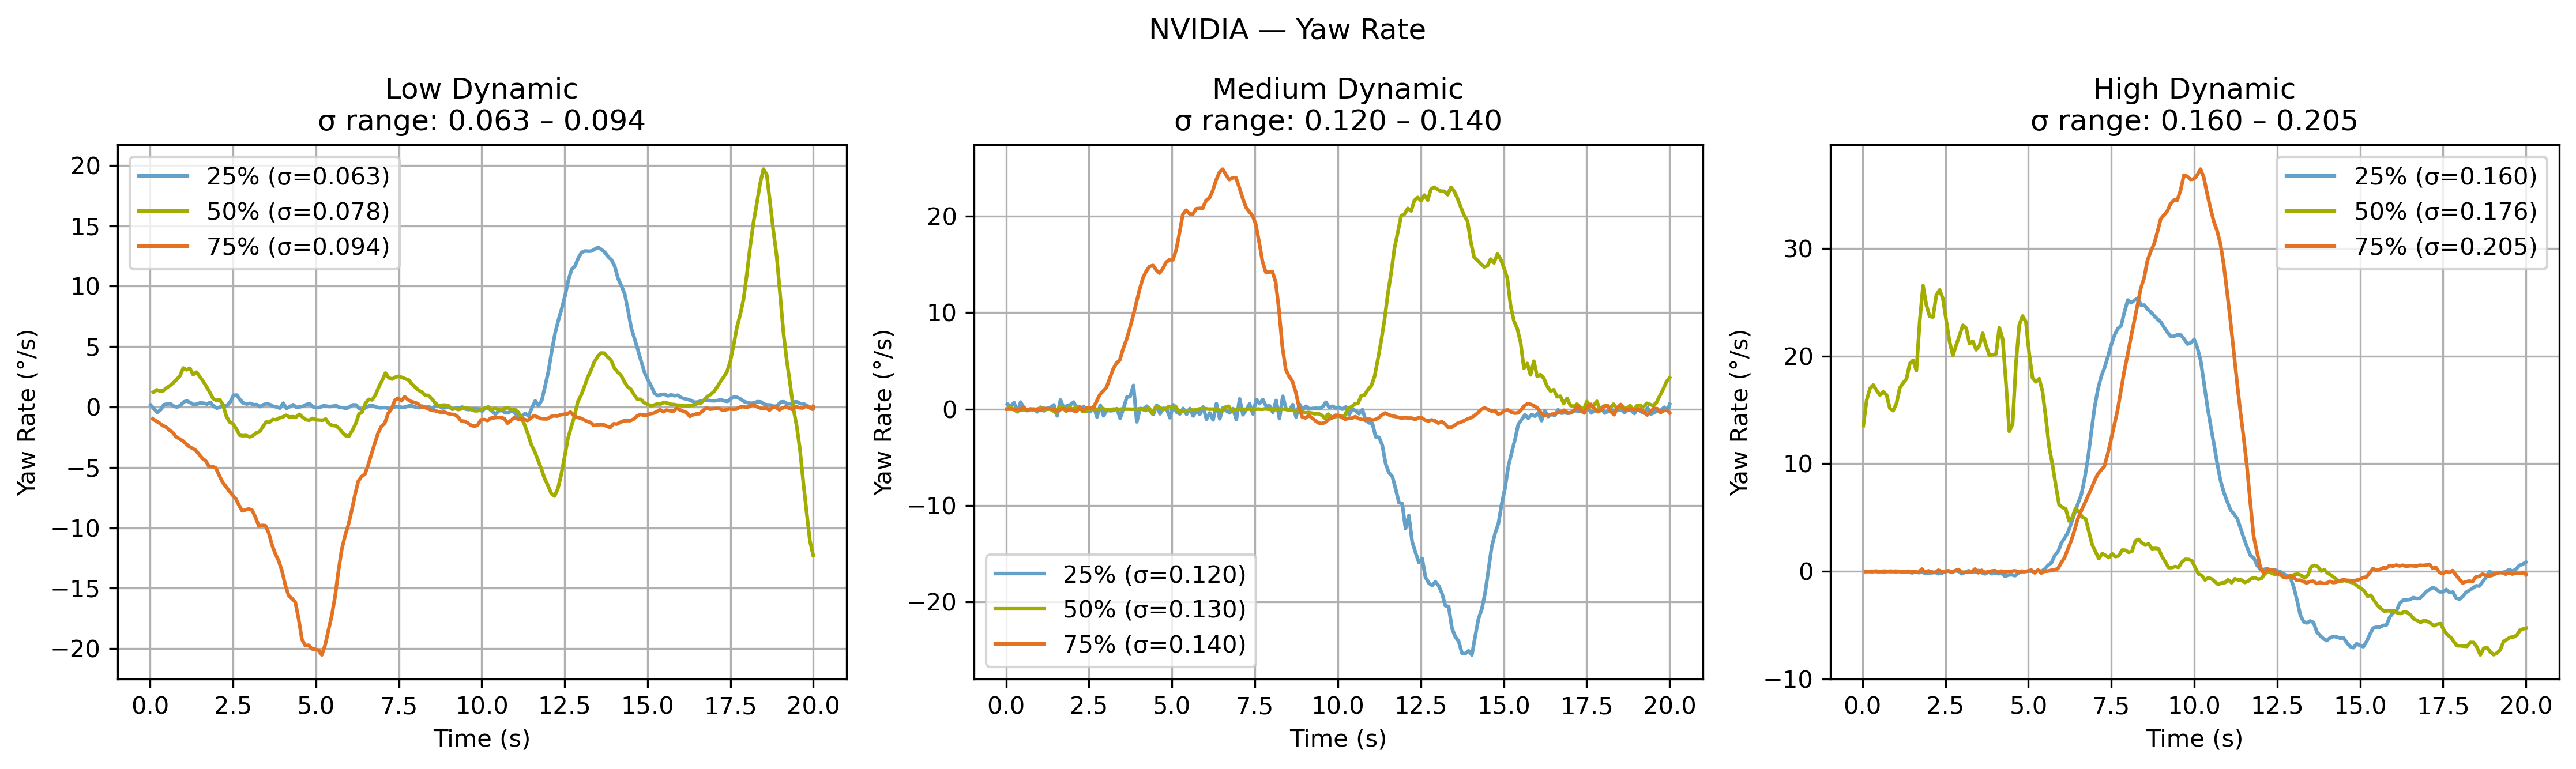 NVIDIA — Yaw Rate
Low Dynamic
σ range: 0.063 – 0.094
20
15
10
5
0
−5
−10
−15
−20
Yaw Rate (°/s)
25% (σ=0.063)
50% (σ=0.078)
75% (σ=0.094)
0.0 2.5 5.0 7.5 10.0 12.5 15.0 17.5 20.0
Time (s)
Medium Dynamic
σ range: 0.120 – 0.140
20
10
0
−10
−20
Yaw Rate (°/s)
25% (σ=0.120)
50% (σ=0.130)
75% (σ=0.140)
0.0 2.5 5.0 7.5 10.0 12.5 15.0 17.5 20.0
Time (s)
High Dynamic
σ range: 0.160 – 0.205
30
20
10
0
−10
Yaw Rate (°/s)
25% (σ=0.160)
50% (σ=0.176)
75% (σ=0.205)
0.0 2.5 5.0 7.5 10.0 12.5 15.0 17.5 20.0
Time (s)